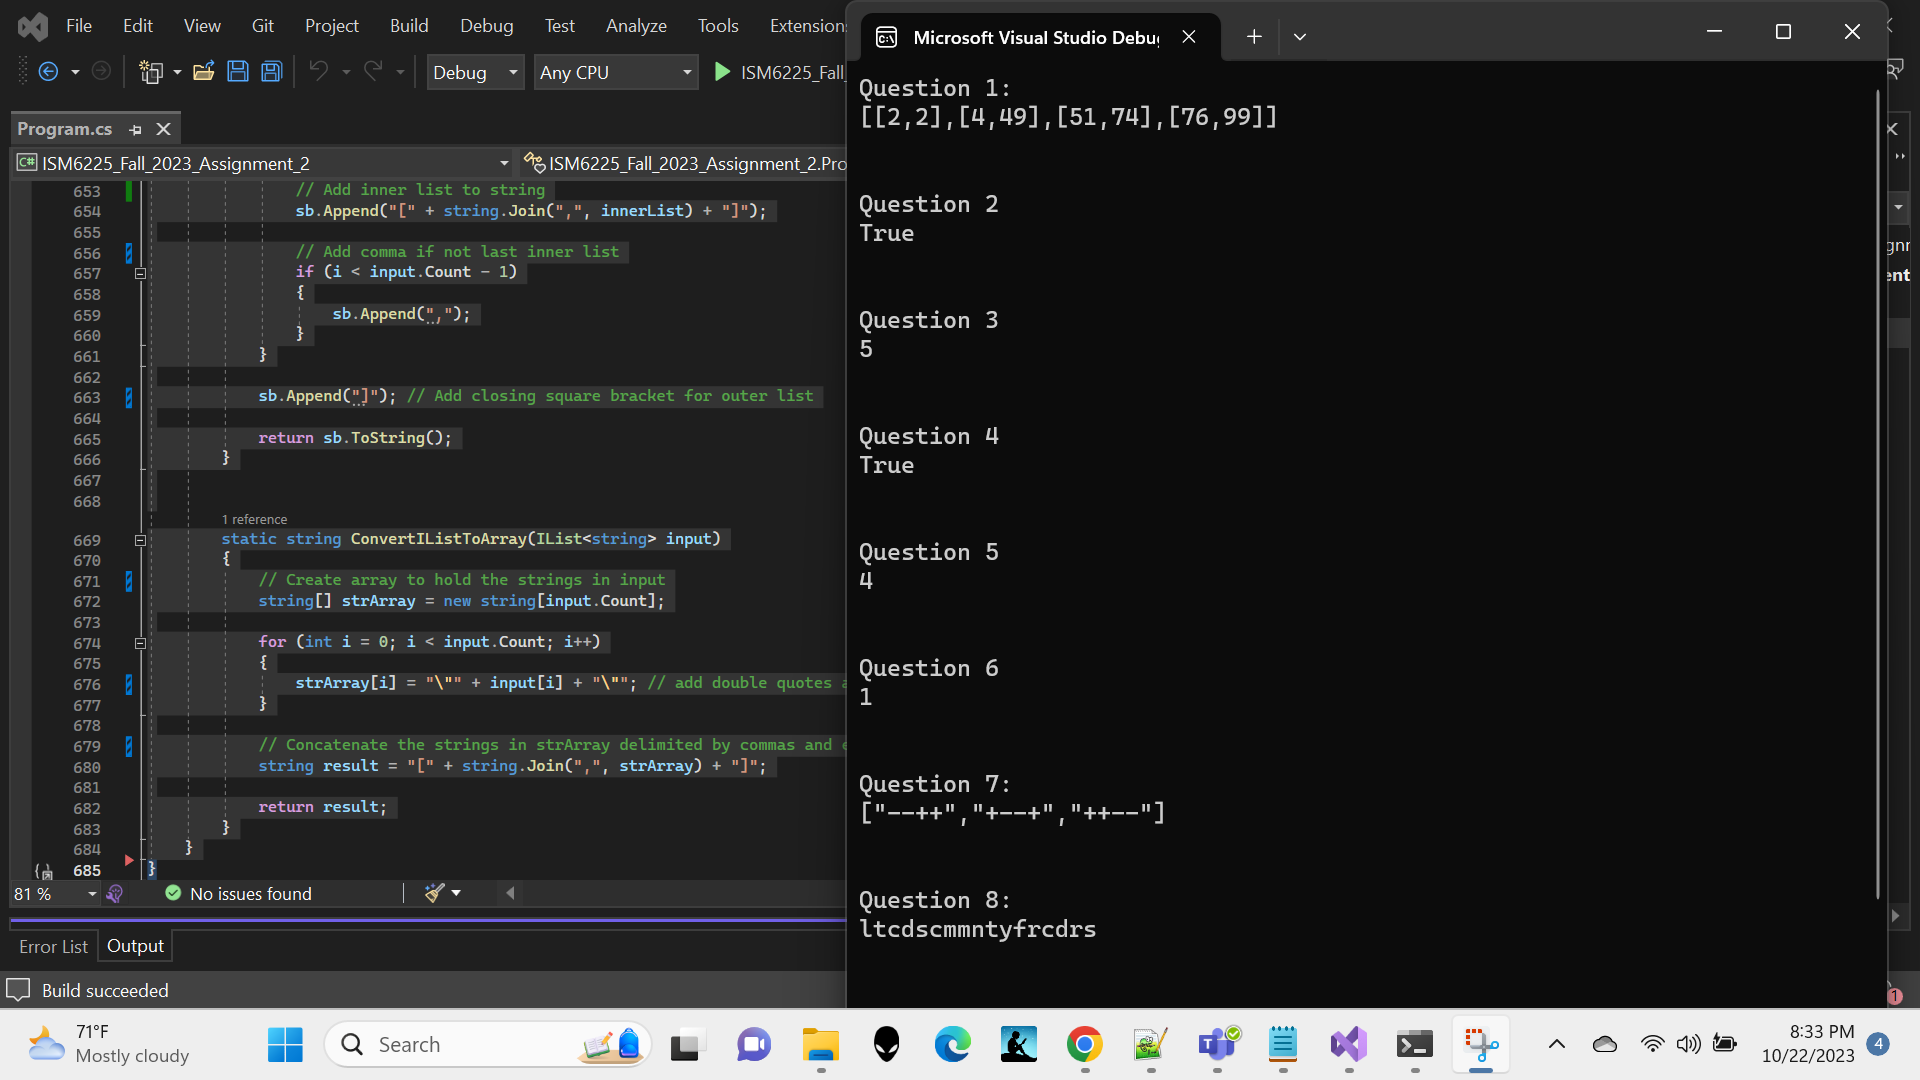 File Edit View Git Project Build Debug Test Analyze Tools Extension
Debug Any CPU ISM6225_Fall_
Program.cs
C# ISM6225_Fall_2023_Assignment_2 ISM6225_Fall_2023_Assignment_2.Pro
653 // Add inner list to string
654 sb.Append("[" + string.Join(",", innerList) + "]");
655
656 // Add comma if not last inner list
657 if (i < input.Count - 1)
658 {
659 sb.Append(",");
660 }
661 }
662
663 sb.Append("]"); // Add closing square bracket for outer list
664
665 return sb.ToString();
666 }
667
668
1 reference
669 static string ConvertIListToArray(IList<string> input)
670 {
671 // Create array to hold the strings in input
672 string[] strArray = new string[input.Count];
673
674 for (int i = 0; i < input.Count; i++)
675 {
676 strArray[i] = "\"" + input[i] + "\""; // add double quotes a
677 }
678
679 // Concatenate the strings in strArray delimited by commas and e
680 string result = "[" + string.Join(",", strArray) + "]";
681
682 return result;
683 }
684 }
685 }
81 % No issues found
Error List Output
Build succeeded
Microsoft Visual Studio Debug
Question 1:
[[2,2],[4,49],[51,74],[76,99]]
Question 2
True
Question 3
5
Question 4
True
Question 5
4
Question 6
1
Question 7:
["--++","+--+","++--"]
Question 8:
ltcdscmmntyfrcdrs
71°F
Mostly cloudy
Search
8:33 PM
10/22/2023
4
1